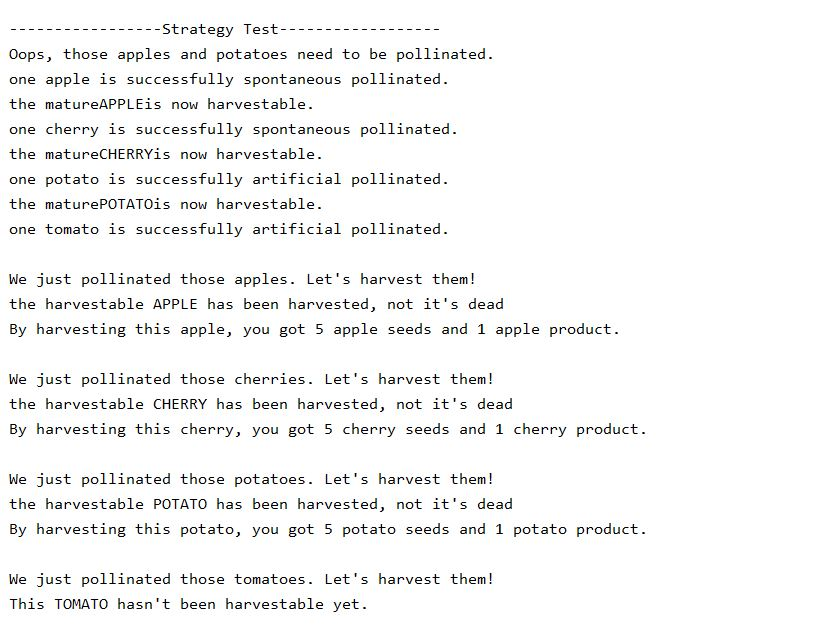 -----------------Strategy Test------------------
Oops, those apples and potatoes need to be pollinated.
one apple is successfully spontaneous pollinated.
the matureAPPLEis now harvestable.
one cherry is successfully spontaneous pollinated.
the matureCHERRYis now harvestable.
one potato is successfully artificial pollinated.
the maturePOTATOis now harvestable.
one tomato is successfully artificial pollinated.
We just pollinated those apples. Let's harvest them!
the harvestable APPLE has been harvested, not it's dead
By harvesting this apple, you got 5 apple seeds and 1 apple product.
We just pollinated those cherries. Let's harvest them!
the harvestable CHERRY has been harvested, not it's dead
By harvesting this cherry, you got 5 cherry seeds and 1 cherry product.
We just pollinated those potatoes. Let's harvest them!
the harvestable POTATO has been harvested, not it's dead
By harvesting this potato, you got 5 potato seeds and 1 potato product.
We just pollinated those tomatoes. Let's harvest them!
This TOMATO hasn't been harvestable yet.